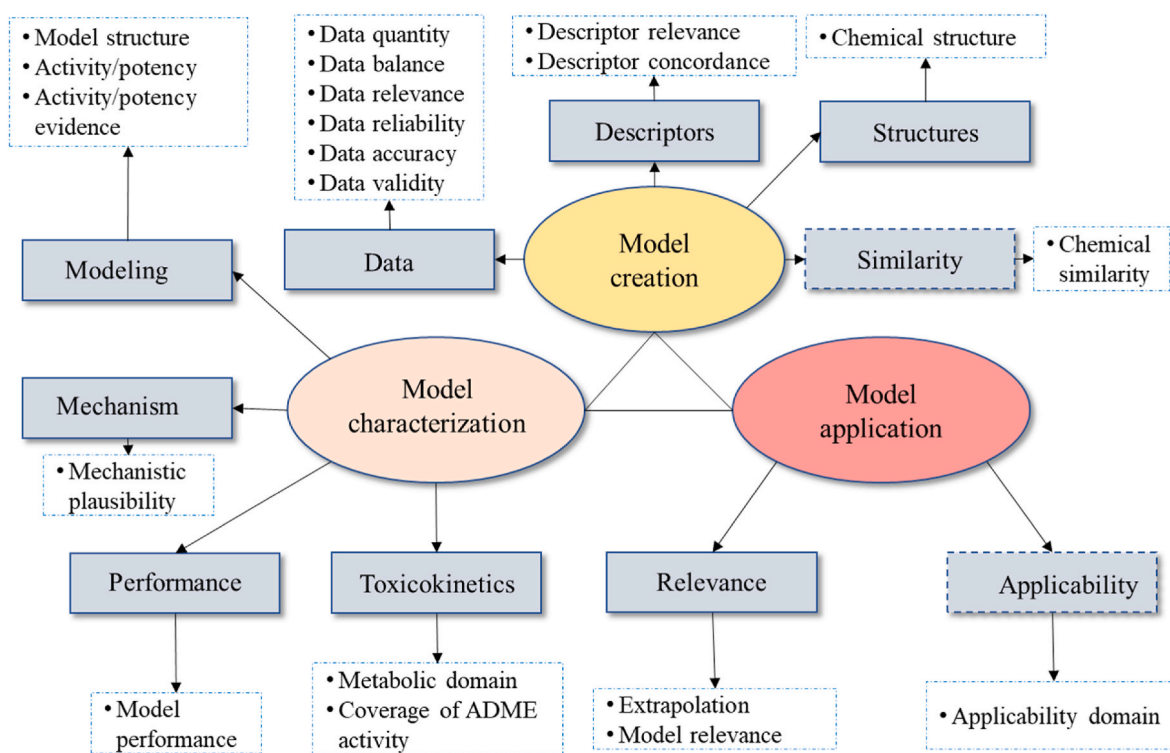 • Model structure
• Activity/potency
• Activity/potency
evidence
• Data quantity
• Data balance
• Data relevance
• Data reliability
• Data accuracy
• Data validity
• Descriptor relevance
• Descriptor concordance
• Chemical structure
Descriptors
Structures
Modeling
Data
Model
creation
Similarity
• Chemical
similarity
Mechanism
Model
characterization
Model
application
• Mechanistic
plausibility
Performance
Toxicokinetics
Relevance
Applicability
• Model
performance
• Metabolic domain
• Coverage of ADME
activity
• Extrapolation
• Model relevance
• Applicability domain